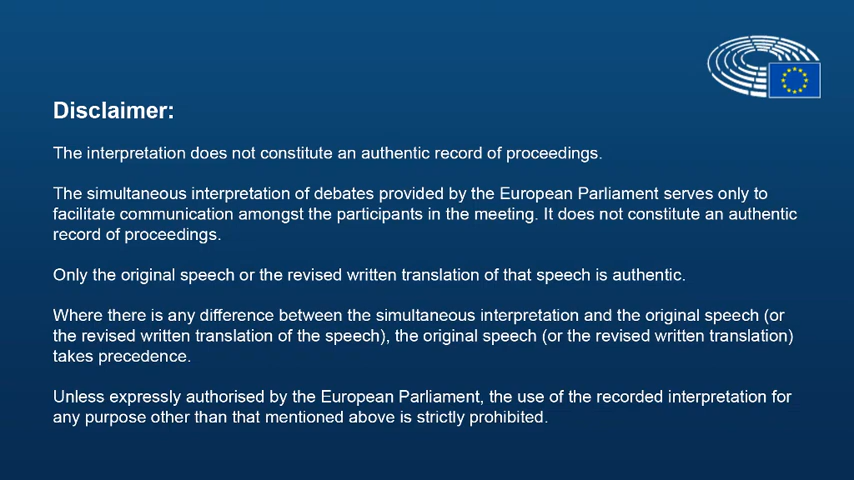 Disclaimer:
The interpretation does not constitute an authentic record of proceedings.
The simultaneous interpretation of debates provided by the European Parliament serves only to
facilitate communication amongst the participants in the meeting. It does not constitute an authentic
record of proceedings.
Only the original speech or the revised written translation of that speech is authentic.
Where there is any difference between the simultaneous interpretation and the original speech (or
the revised written translation of the speech), the original speech (or the revised written translation)
takes precedence.
Unless expressly authorised by the European Parliament, the use of the recorded interpretation for
any purpose other than that mentioned above is strictly prohibited.